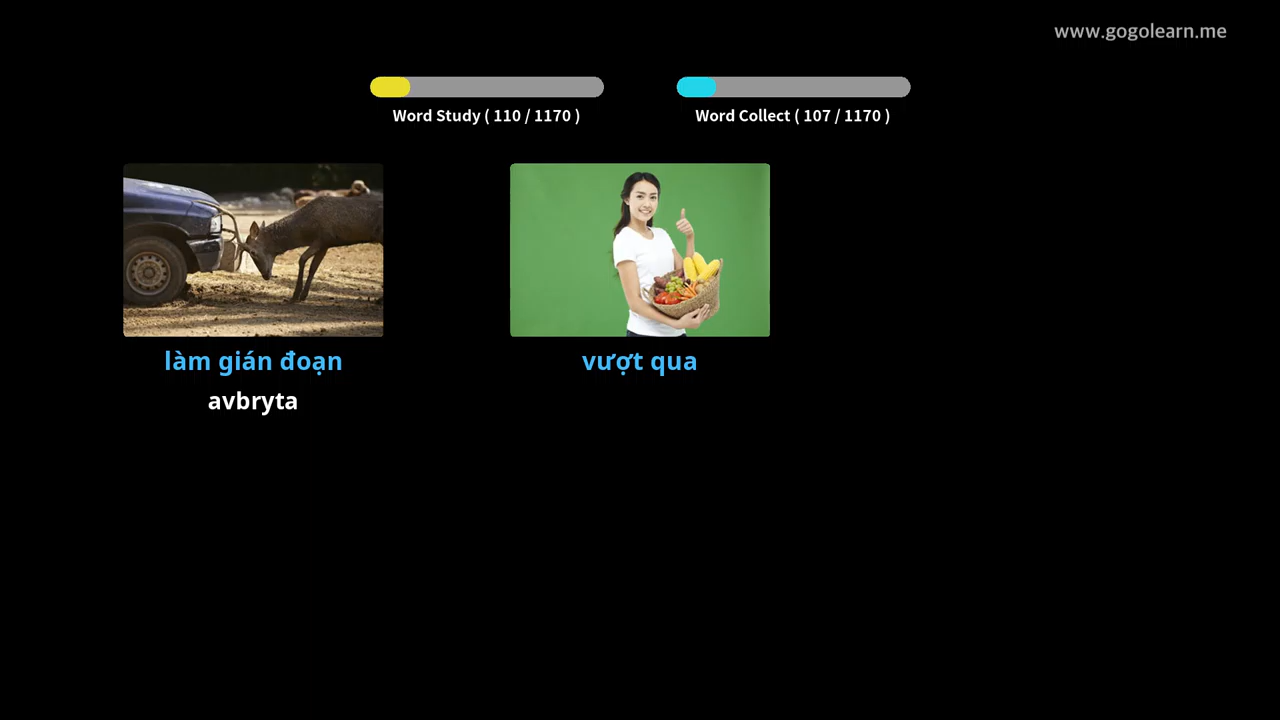 www.gogolearn.me
Word Study ( 110 / 1170 )
Word Collect ( 107 / 1170 )
làm gián đoạn
vượt qua
avbryta